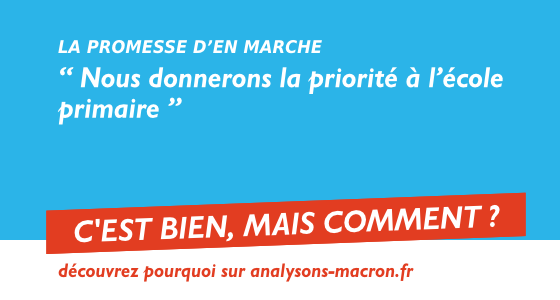 LA PROMESSE D’EN MARCHE
“ Nous donnerons la priorité à l’école
primaire ”
C'EST BIEN, MAIS COMMENT ?
découvrez pourquoi sur analysons-macron.fr